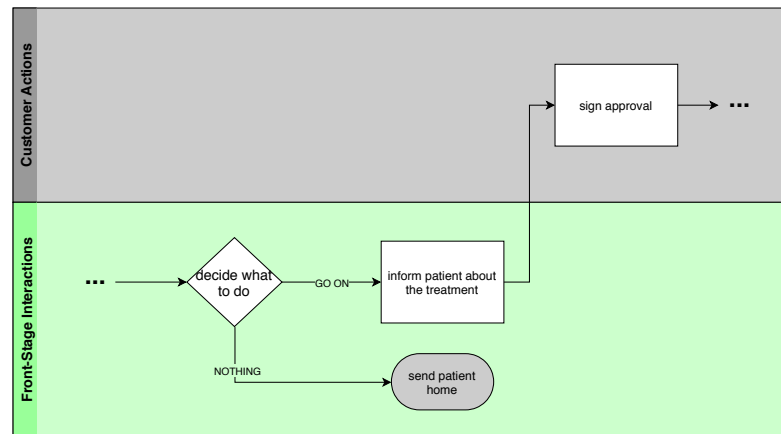 Customer Actions
sign approval
...
Front-Stage Interactions
...
decide what
to do
GO ON
inform patient about
the treatment
NOTHING
send patient
home